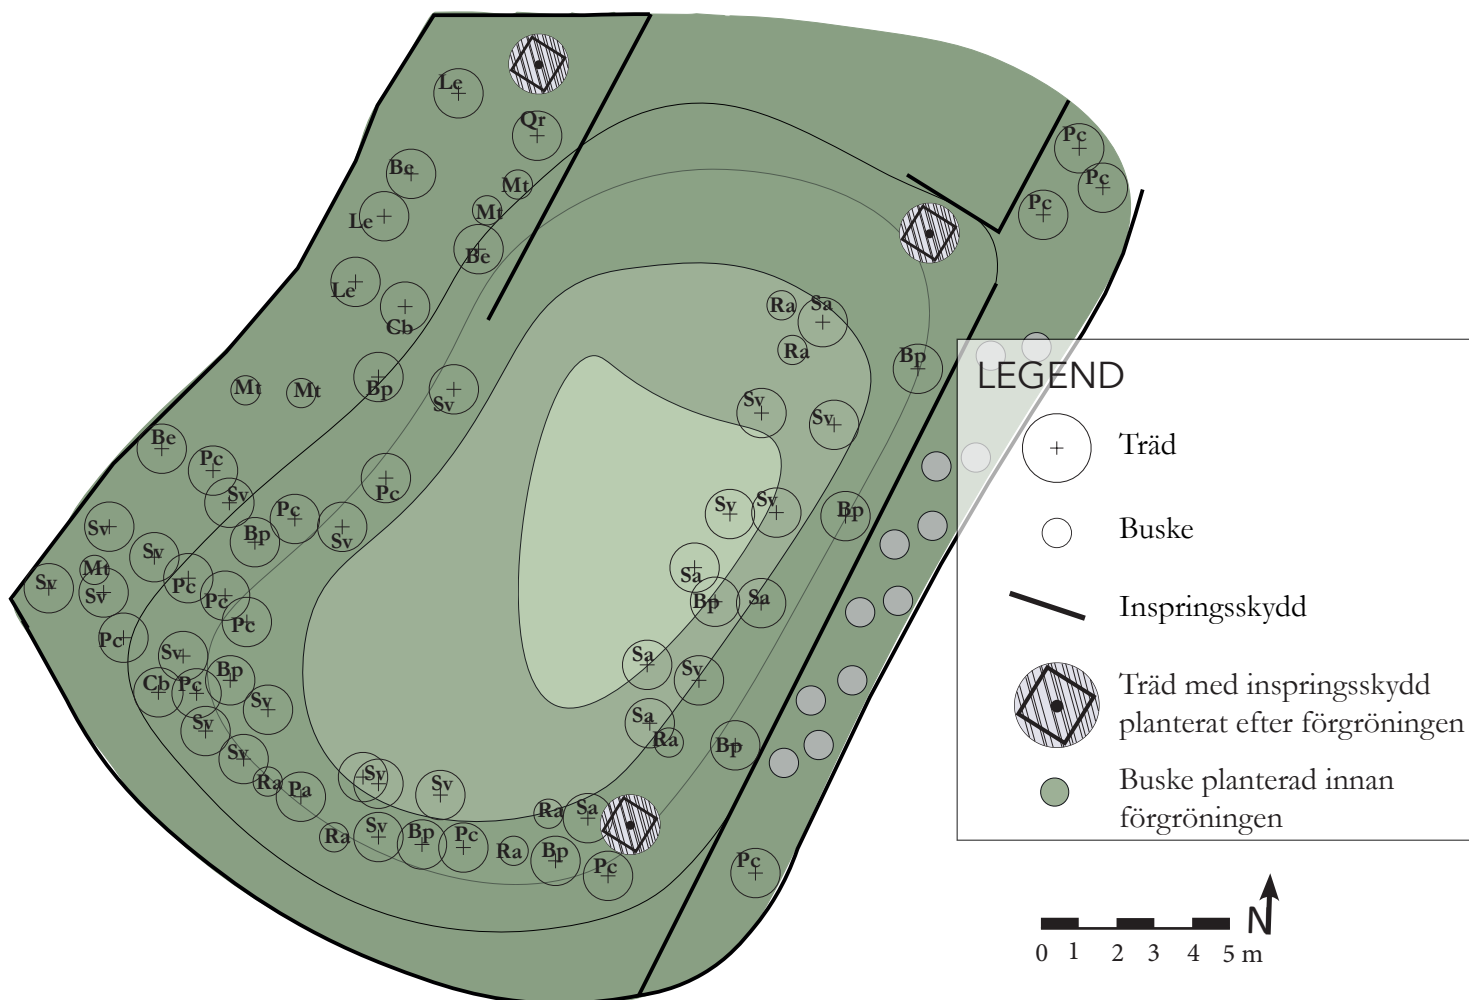 Le
Qr
Pc
Be
Mt
Pc
Le
Mt
Pc
Be
Le
Ra
Sa
Cb
Ra
Bp
Mt
Mt
Bp
Sv
Sv
Sv
Be
Pc
Pc
Sv
Pc
Sv
Sv
Bp
Sv
Bp
Sv
Sv
Mt
Pc
Sa
Sv
Sv
Pc
Bp
Sa
Pc
Pc
Sv
Sa
Bp
Sv
Cb
Pc
Sv
Sa
Sv
Ra
Bp
Sv
Sv
Sv
Ra
Pa
Ra
Sa
Ra
Sv
Bp
Pc
Ra
Bp
Pc
Pc
LEGEND
Träd
Buske
Inspringsskydd
Träd med inspringsskydd
planterat efter förgröningen
Buske planterad innan
förgröningen
N
0 1 2 3 4 5 m